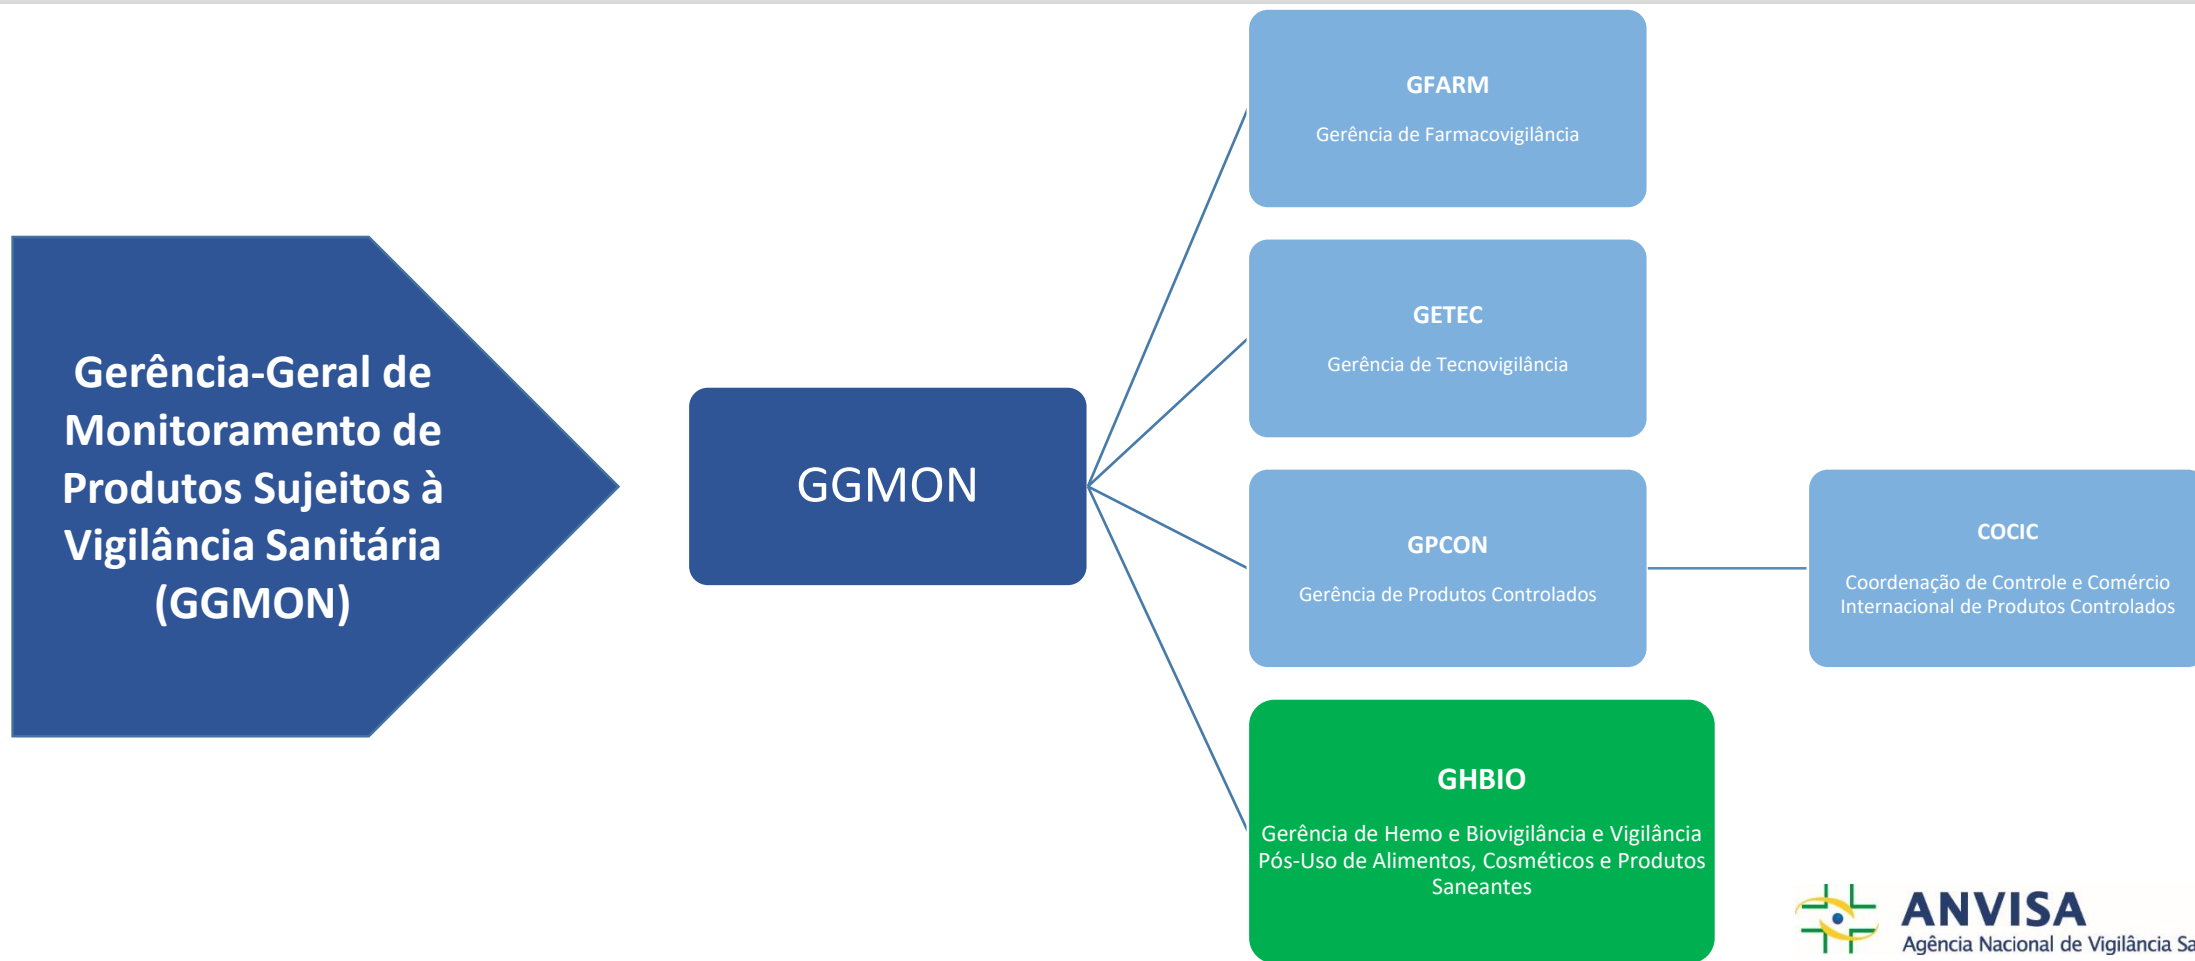 Gerência-Geral de
Monitoramento de
Produtos Sujeitos à
Vigilância Sanitária
(GGMON)
GGMON
GFARM
Gerência de Farmacovigilância
GETEC
Gerência de Tecnovigilância
GPCON
Gerência de Produtos Controlados
COCIC
Coordenação de Controle e Comércio
Internacional de Produtos Controlados
GHBIO
Gerência de Hemo e Biovigilância e Vigilância
Pós-Uso de Alimentos, Cosméticos e Produtos
Saneantes
ANVISA
Agência Nacional de Vigilância Sa